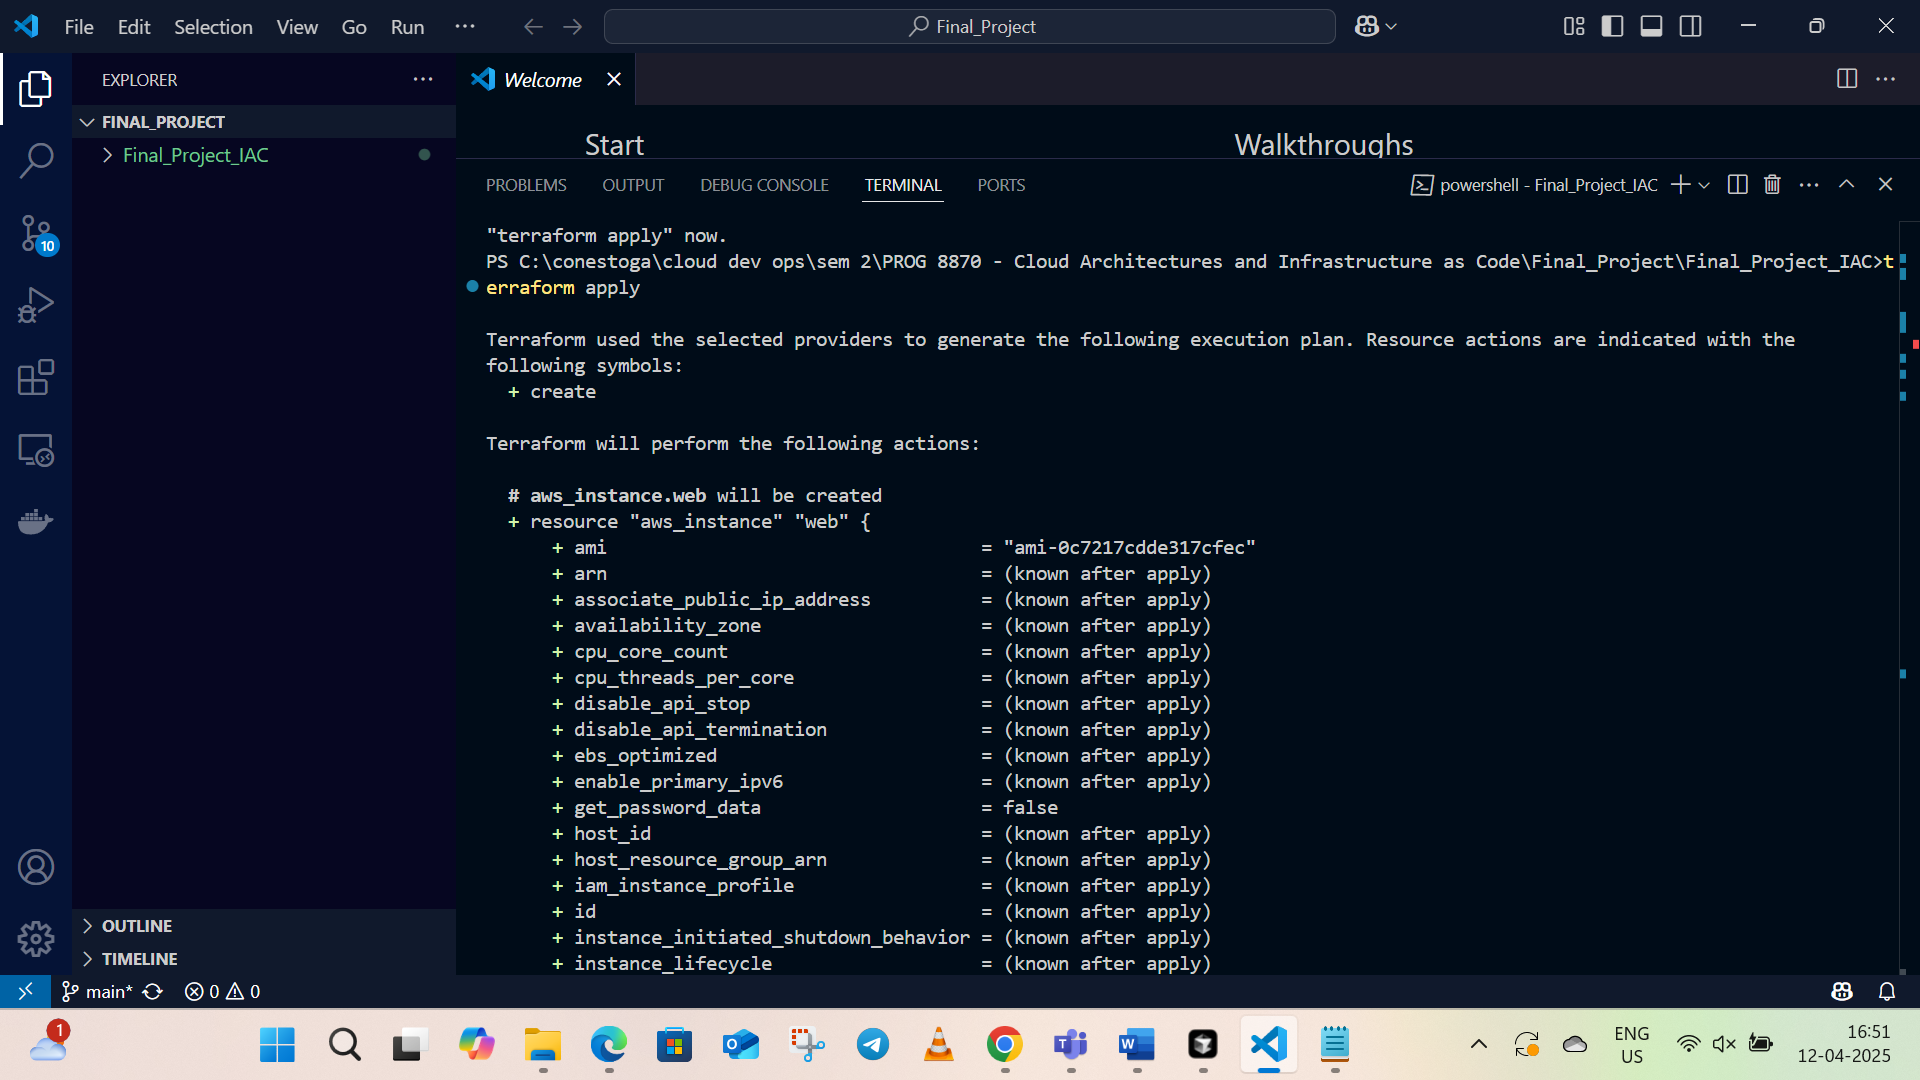 File Edit Selection View Go Run ···
Final_Project
EXPLORER
FINAL_PROJECT
Final_Project_IAC
10
OUTLINE
TIMELINE
Welcome
Start
Walkthroughs
PROBLEMS OUTPUT DEBUG CONSOLE TERMINAL PORTS
powershell - Final_Project_IAC
"terraform apply" now.
PS C:\conestoga\cloud dev ops\sem 2\PROG 8870 - Cloud Architectures and Infrastructure as Code\Final_Project\Final_Project_IAC>t
erraform apply
Terraform used the selected providers to generate the following execution plan. Resource actions are indicated with the
following symbols:
+ create
Terraform will perform the following actions:
# aws_instance.web will be created
+ resource "aws_instance" "web" {
+ ami = "ami-0c7217cdde317cfec"
+ arn = (known after apply)
+ associate_public_ip_address = (known after apply)
+ availability_zone = (known after apply)
+ cpu_core_count = (known after apply)
+ cpu_threads_per_core = (known after apply)
+ disable_api_stop = (known after apply)
+ disable_api_termination = (known after apply)
+ ebs_optimized = (known after apply)
+ enable_primary_ipv6 = (known after apply)
+ get_password_data = false
+ host_id = (known after apply)
+ host_resource_group_arn = (known after apply)
+ iam_instance_profile = (known after apply)
+ id = (known after apply)
+ instance_initiated_shutdown_behavior = (known after apply)
+ instance_lifecycle = (known after apply)
main* 0 0
1
ENG
US
16:51
12-04-2025